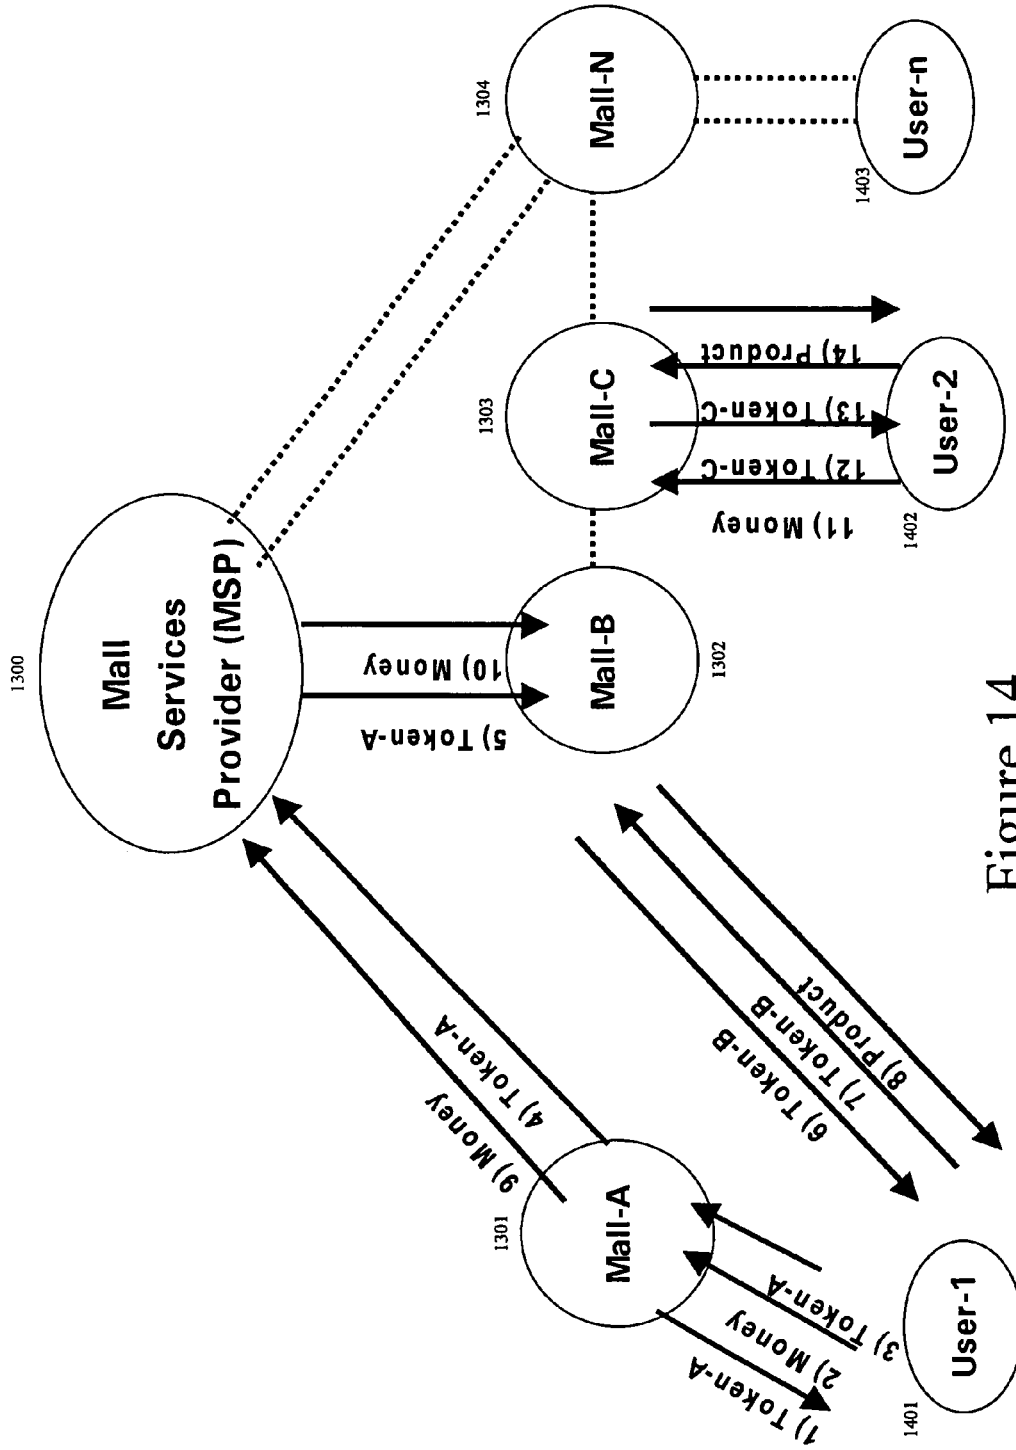 1300
Mall
Services
Provider (MSP)
9) Money
4) Token-A
5) Token-A
10) Money
1301
Mall-A
1302
Mall-B
1303
Mall-C
1304
Mall-N
1) Token-A
2) Money
3) Token-A
6) Token-B
7) Token-B
8) Product
11) Money
12) Token-C
13) Token-C
14) Product
1401
User-1
1402
User-2
1403
User-n
Figure 14